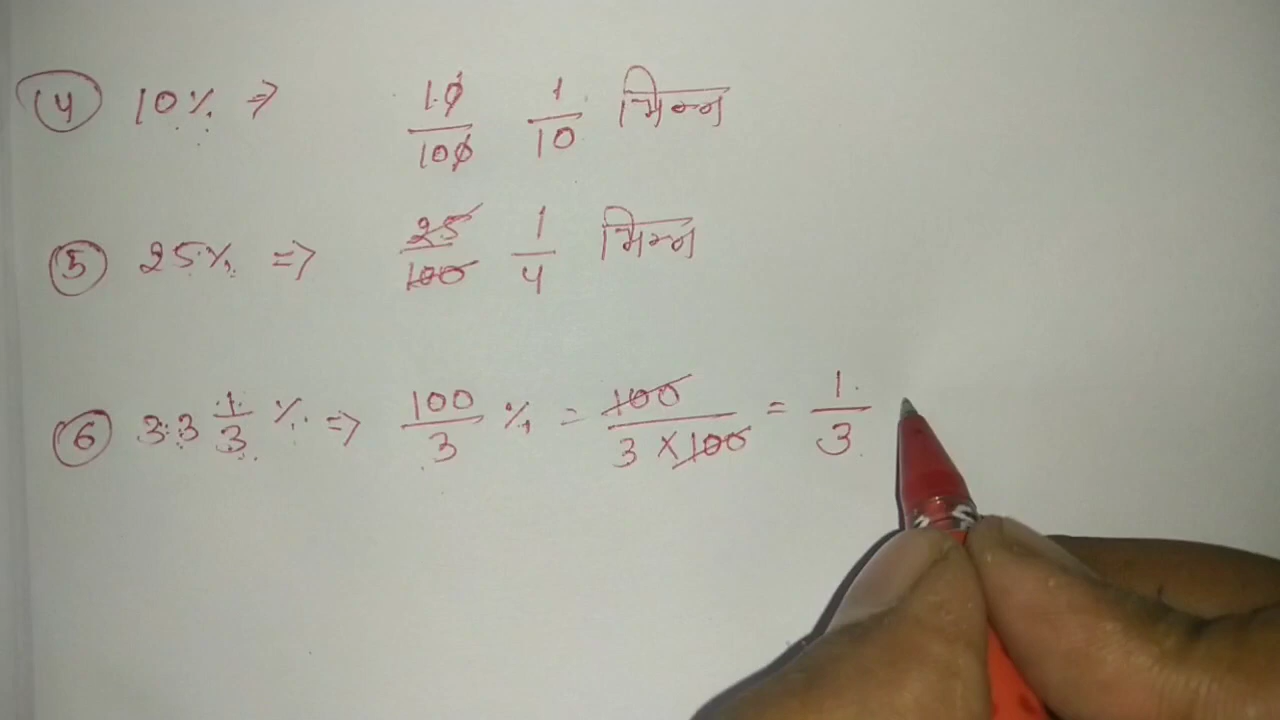 (4) 10% ⇒ 10/100 1/10 भिन्न
(5) 25% ⇒ 25/100 1/4 भिन्न
(6) 33 1/3 % ⇒ 100/3 % = 100/(3×100) = 1/3